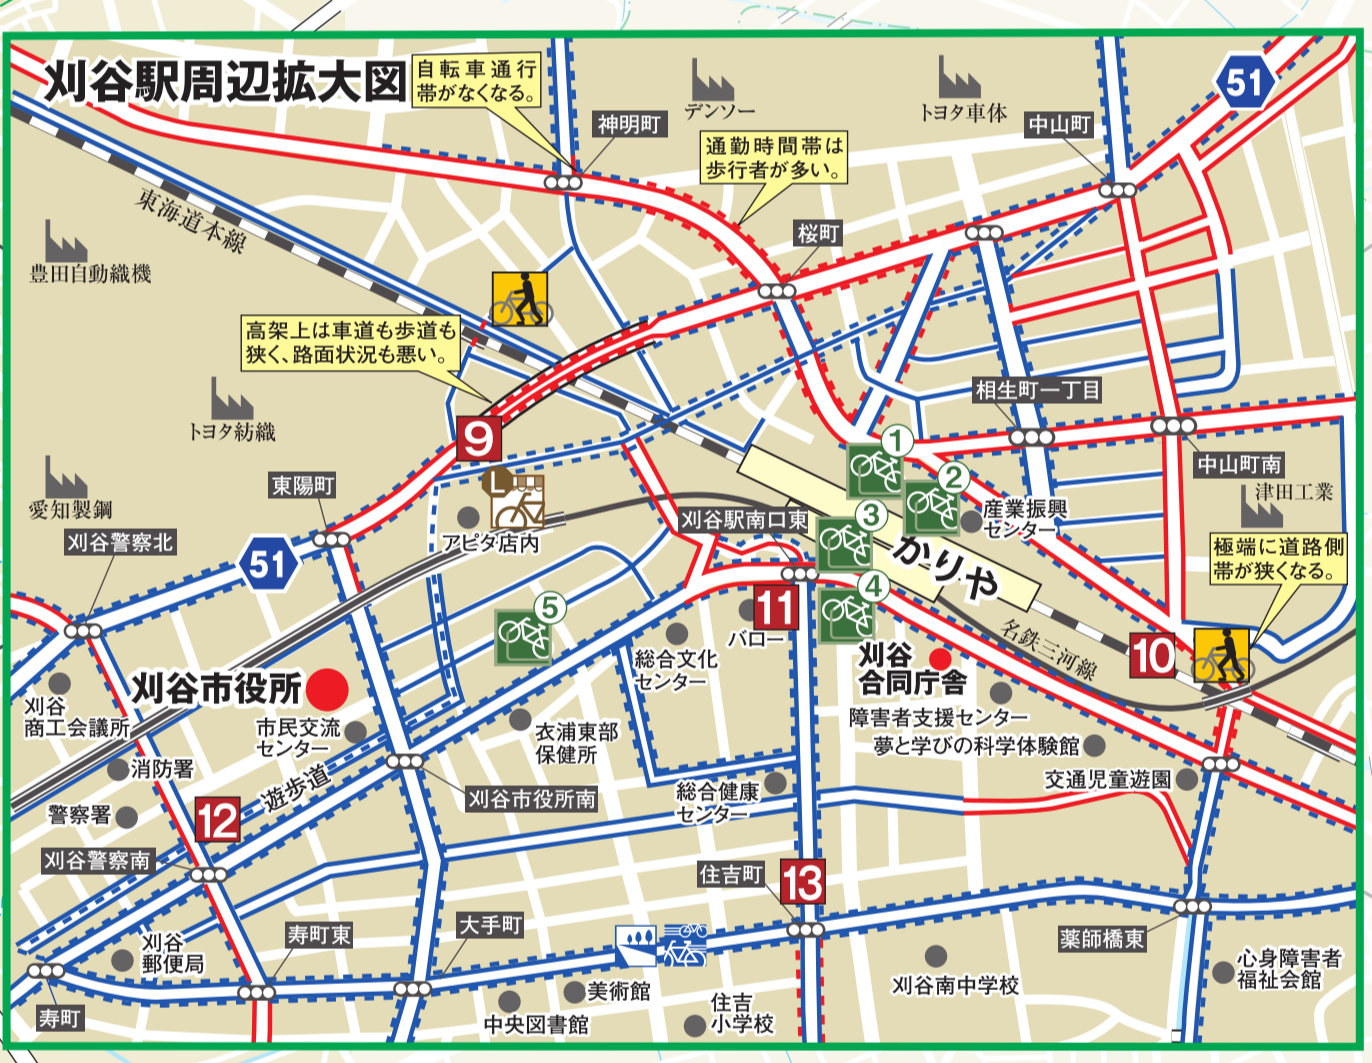 刈谷駅周辺拡大図
自転車通行
帯がなくなる。
神明町
デンソー
トヨタ車体
中山町
51
通勤時間帯は
歩行者が多い。
東海道本線
桜町
豊田自動織機
高架上は車道も歩道も
狭く、路面状況も悪い。
トヨタ紡織
9
相生町一丁目
1
2
中山町南
東陽町
L
愛知製鋼
津田工業
産業振興
センター
アピタ店内
刈谷駅南口東
3
かりや
刈谷警察北
51
極端に道路側
帯が狭くなる。
5
11
4
バロー
名鉄三河線
10
総合文化
センター
刈谷
合同庁舎
刈谷市役所
刈谷
商工会議所
市民交流
センター
衣浦東部
保健所
障害者支援センター
夢と学びの科学体験館
消防署
遊歩道
交通児童遊園
総合健康
センター
刈谷市役所南
警察署
12
刈谷警察南
住吉町
13
寿町東
大手町
薬師橋東
刈谷
郵便局
心身障害者
福祉会館
刈谷南中学校
美術館
寿町
中央図書館
住吉
小学校